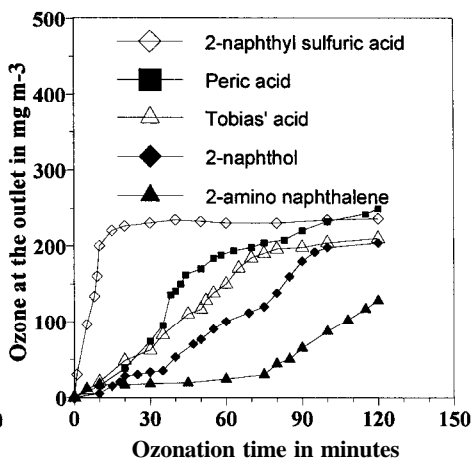 500
400
300
200
100
0
Ozone at the outlet in mg m-3
2-naphthyl sulfuric acid
Peric acid
Tobias' acid
2-naphthol
2-amino naphthalene
0 30 60 90 120 150
Ozonation time in minutes
0